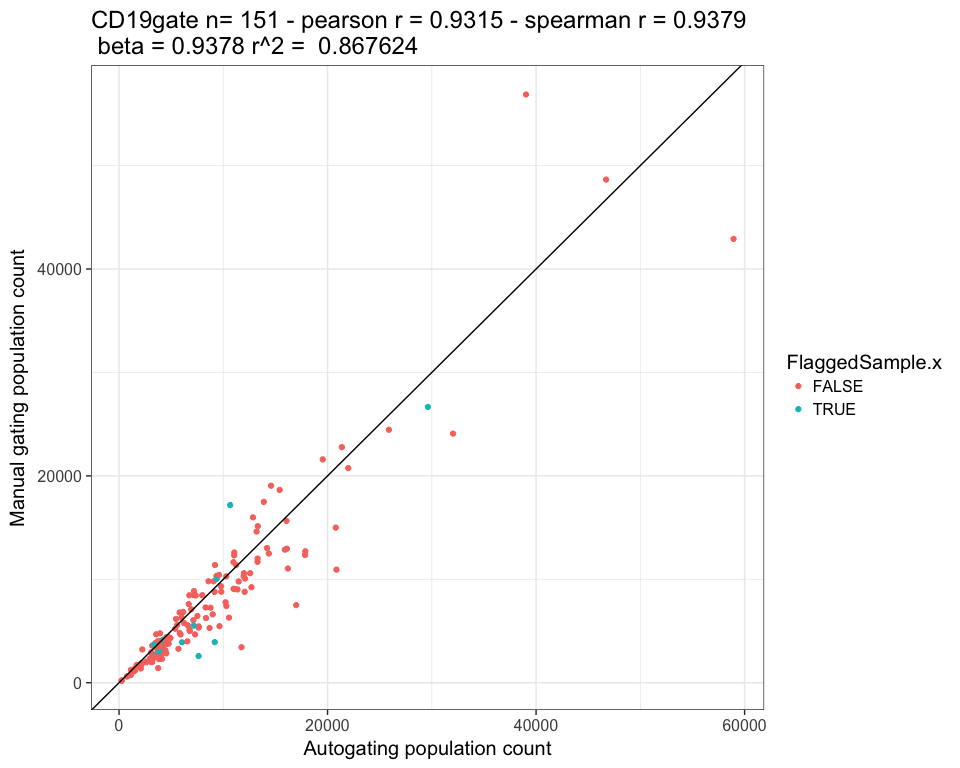 CD19gate n= 151 - pearson r = 0.9315 - spearman r = 0.9379
beta = 0.9378 r^2 =  0.867624
Manual gating population count
40000
20000
0
0
20000
40000
60000
Autogating population count
FlaggedSample.x
FALSE
TRUE